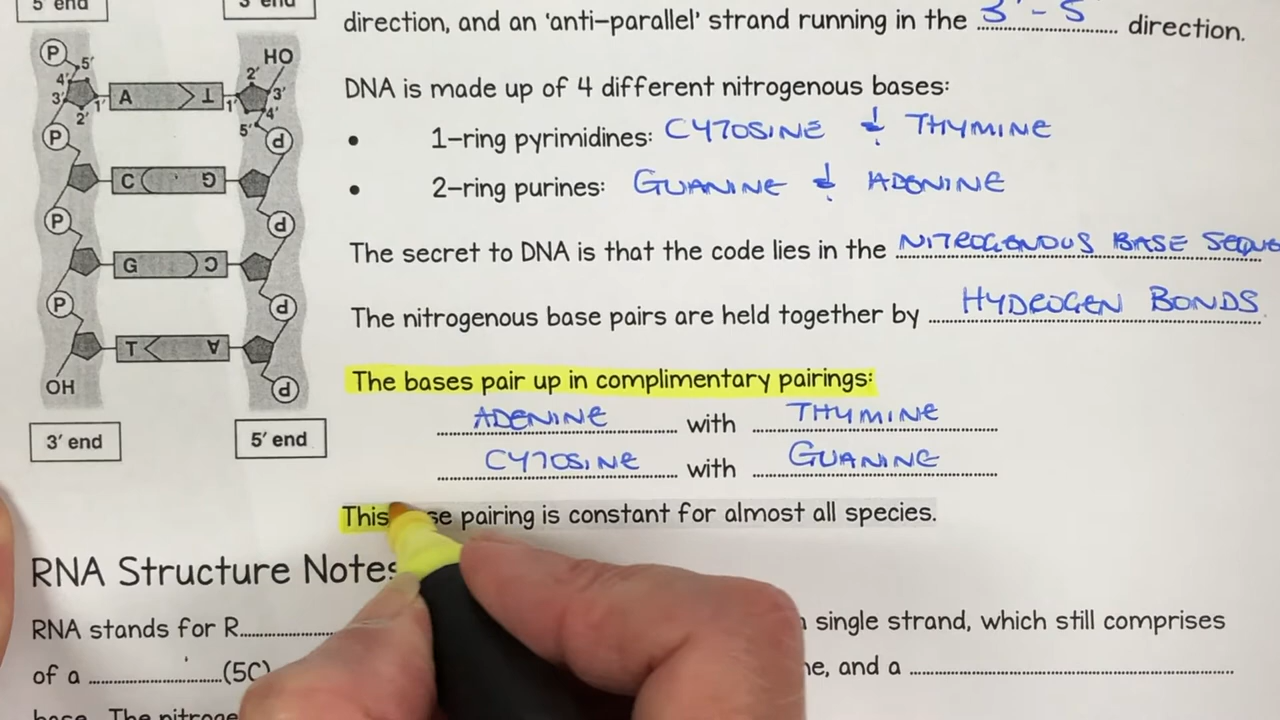 5' end
3' end
direction, and an 'anti-parallel' strand running in the 3' - 5' direction.
P
5'
4'
3'
2'
1'
A
T
1'
2'
HO
3'
4'
5'
P
P
C
G
P
P
G
C
P
P
T
A
OH
P
3' end
5' end
DNA is made up of 4 different nitrogenous bases:
• 1-ring pyrimidines: CYTOSINE & THYMINE
• 2-ring purines: GUANINE & ADENINE
The secret to DNA is that the code lies in the NITROGENOUS BASE SEQUE
The nitrogenous base pairs are held together by HYDROGEN BONDS.
The bases pair up in complimentary pairings:
ADENINE with THYMINE
CYTOSINE with GUANINE
This se pairing is constant for almost all species.
RNA Structure Notes
RNA stands for R single strand, which still comprises
of a (5C) ne, and a
base. The nitroge